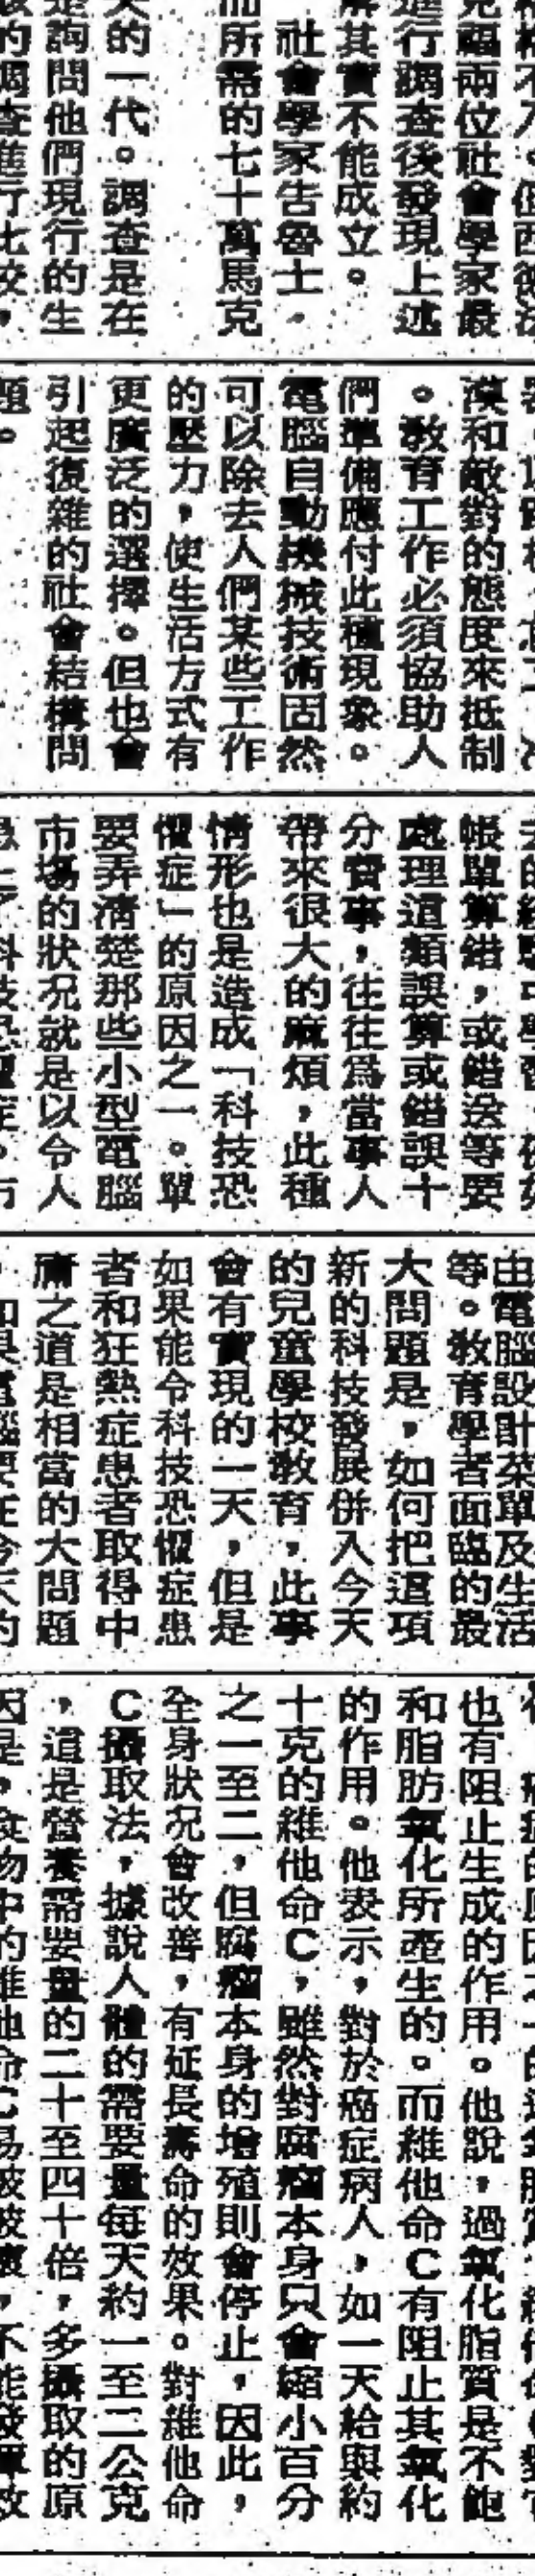 兒福兩位社會學家最
進行調查後發現上述
解其實不能成立。
社會學家告魯士
而所需的七十萬馬克
的一代。調查是在
詢問他們現行的生
漠和敵對的態度來抵制
。教育工作必須協助人
們準備應付此種現象。
電腦自動機械技術固然
可以除去人們某些工作
的壓力，使生活方式有
更廣泛的選擇。但也會
引起復雜的社會結構問
題。
帳單算錯，或錯送等要
處理這類誤算或錯誤十
分費事，往往為當事人
帶來很大的麻煩，此種
情形也是造成「科技恐
懼症」的原因之一。單
要弄清楚那些小型電腦
市場的狀况就是以令人
由電腦設計菜單及生活
等。教育學者面臨的最
大問題是，如何把這項
新的科技發展併入今天
的兒童學校教育，此事
會有實現的一天，但是
如果能令科技恐懼症患
者和狂熱症患者取得中
庸之道是相當的大問題
也有阻止生成的作用。他說，過氧化脂質是不飽
和脂肪氧化所產生的。而維他命C有阻止其氧化
的作用。他表示，對於癌症病人，如一天給與約
十克的維他命C，雖然對腐瘤本身只會縮小百分
之一至二，但腐瘤本身的增殖則會停止，因此，
全身狀况會改善，有延長壽命的效果。對維他命
C攝取法，據說人體的需要量每天約一至二公克
，這是營養需要量的二十至四十倍，多攝取的原
因是，食物中的維他命C易被破壞，不能發揮效